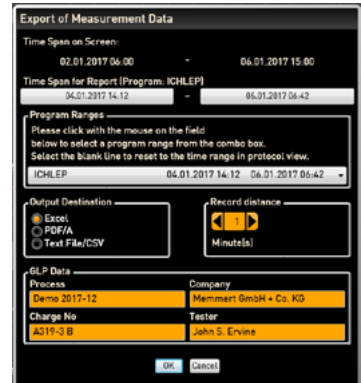 Export of Measurement Data
Time Span on Screen:
02.01.2017 06:00 - 06.01.2017 15:00
Time Span for Report (Program: ICHLEP)
04.01.2017 14:12 - 06.01.2017 06:42
Program Ranges
Please click with the mouse on the field
below to select a program range from the combo box.
Select the blank line to reset to the time range in protocol view.
ICHLEP 04.01.2017 14:12 06.01.2017 06:42
Output Destination
Excel
PDF/A
Text File/CSV
Record distance
1
Minute(s)
GLP Data
Process Company
Demo 2017-12 Memmert GmbH + Co. KG
Charge No Tester
A319-3 B John S. Ervine
OK Cancel